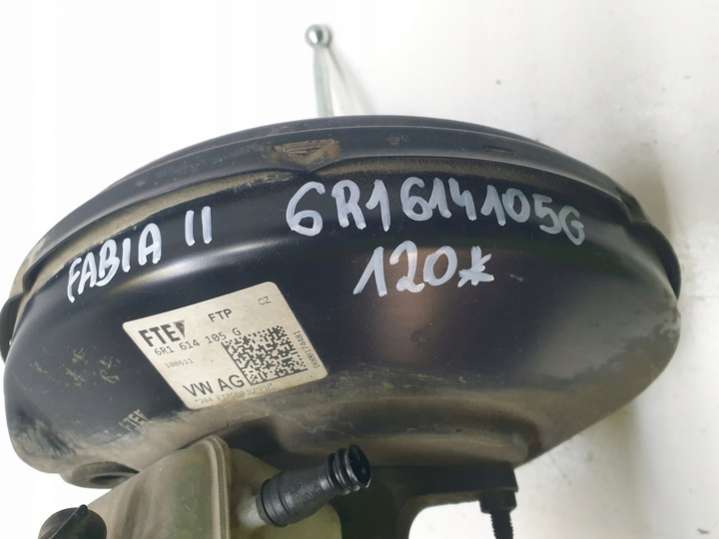 FABIA II 6R1614105G
120*
FTE FTP CZ
6R1 614 105 G
VW AG